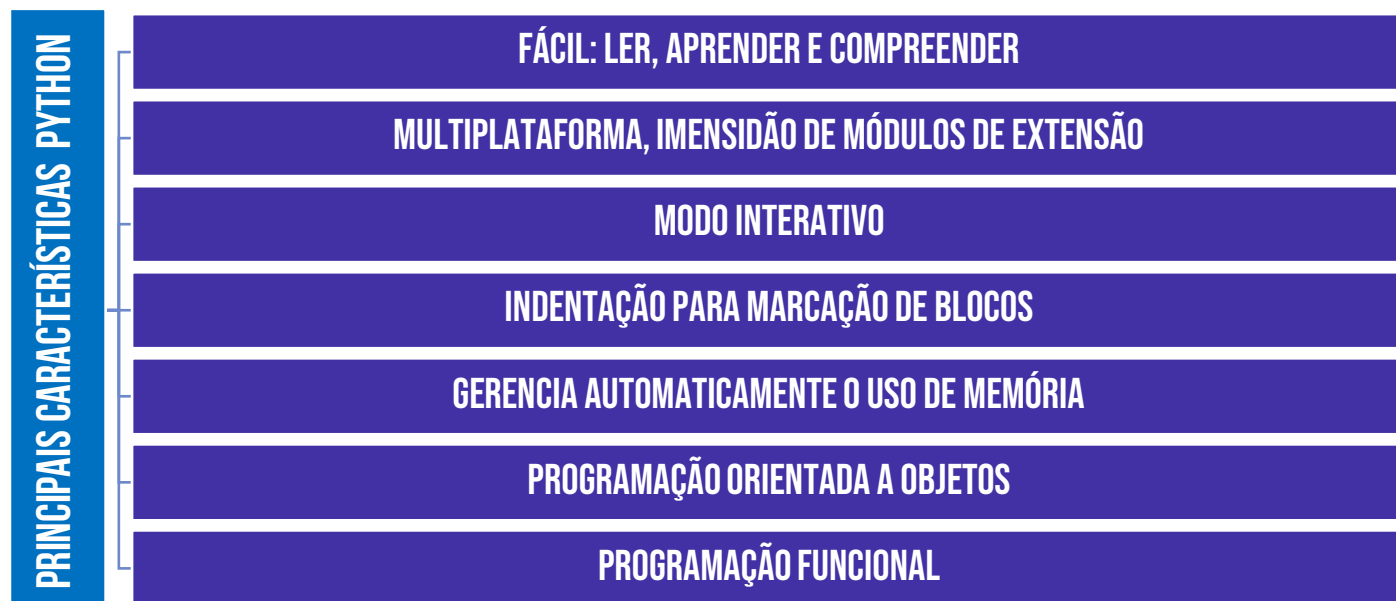 PRINCIPAIS CARACTERÍSTICAS PYTHON
FÁCIL: LER, APRENDER E COMPREENDER
MULTIPLATAFORMA, IMENSIDÃO DE MÓDULOS DE EXTENSÃO
MODO INTERATIVO
INDENTAÇÃO PARA MARCAÇÃO DE BLOCOS
GERENCIA AUTOMATICAMENTE O USO DE MEMÓRIA
PROGRAMAÇÃO ORIENTADA A OBJETOS
PROGRAMAÇÃO FUNCIONAL